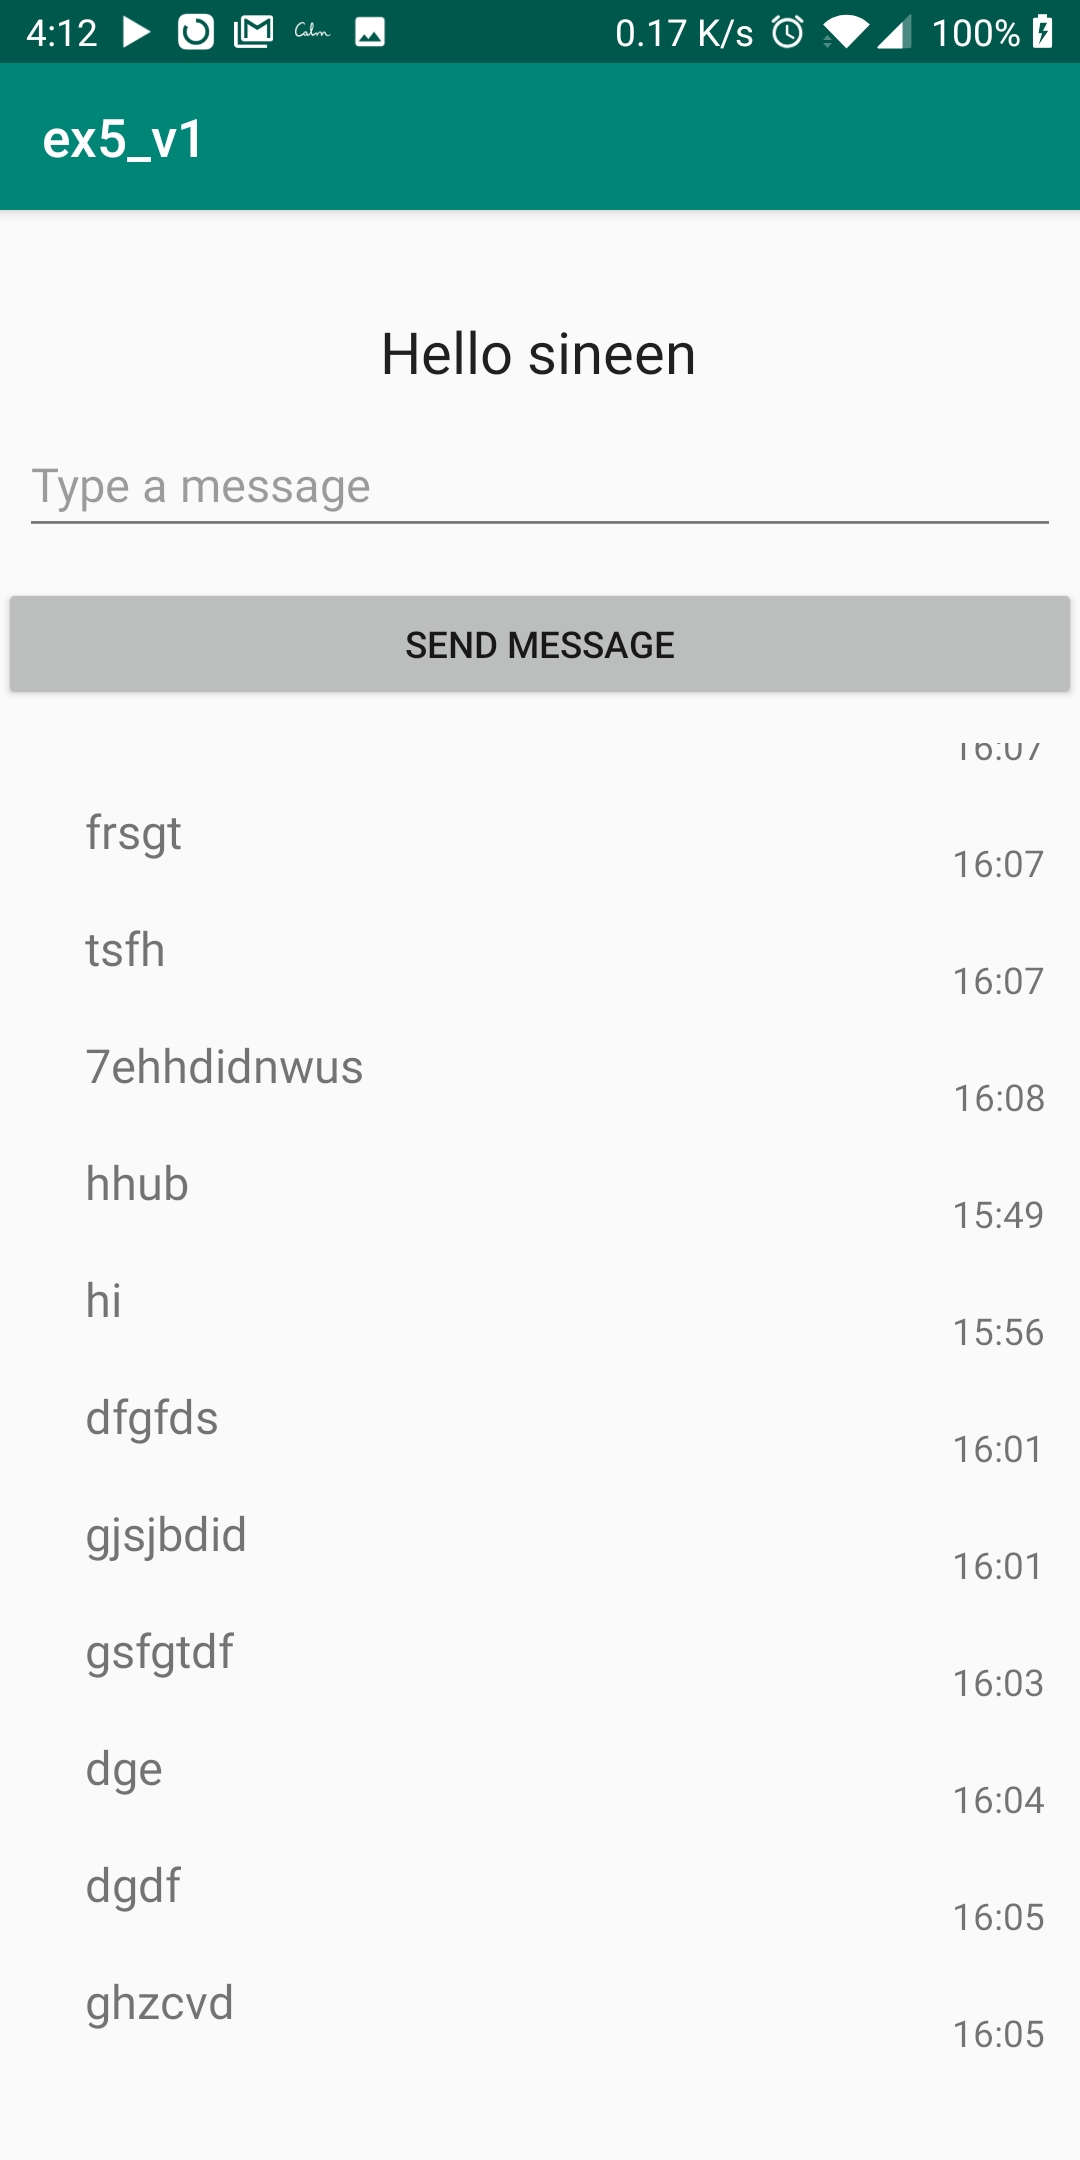 4:12 Calm 0.17 K/s 100%
ex5_v1
Hello sineen
Type a message
SEND MESSAGE
16:07
frsgt
16:07
tsfh
16:07
7ehhdidnwus
16:08
hhub
15:49
hi
15:56
dfgfds
16:01
gjsjbdid
16:01
gsfgtdf
16:03
dge
16:04
dgdf
16:05
ghzcvd
16:05